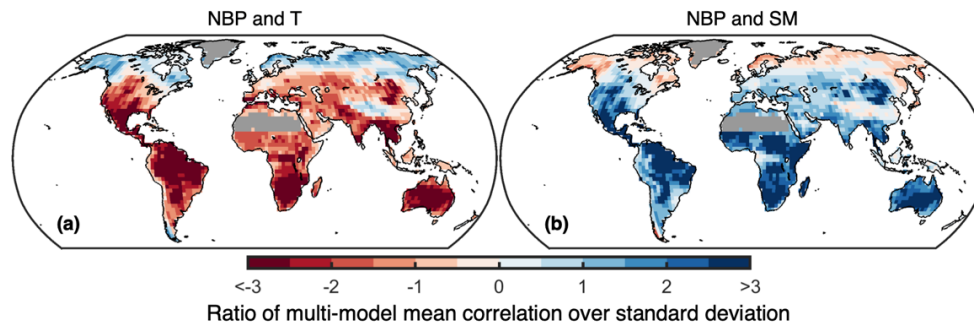 NBP and T
NBP and SM
(a)
(b)
<-3 -2 -1 0 1 2 >3
Ratio of multi-model mean correlation over standard deviation